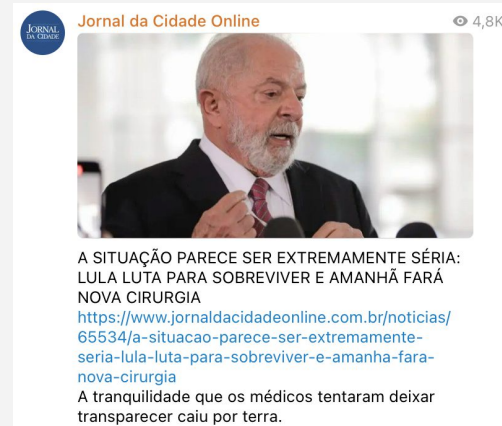 JORNAL
DA CIDADE
Jornal da Cidade Online
4,8K
A SITUAÇÃO PARECE SER EXTREMAMENTE SÉRIA:
LULA LUTA PARA SOBREVIVER E AMANHÃ FARÁ
NOVA CIRURGIA
https://www.jornaldacidadeonline.com.br/noticias/
65534/a-situacao-parece-ser-extremamente-
seria-lula-luta-para-sobreviver-e-amanha-fara-
nova-cirurgia
A tranquilidade que os médicos tentaram deixar
transparecer caiu por terra.